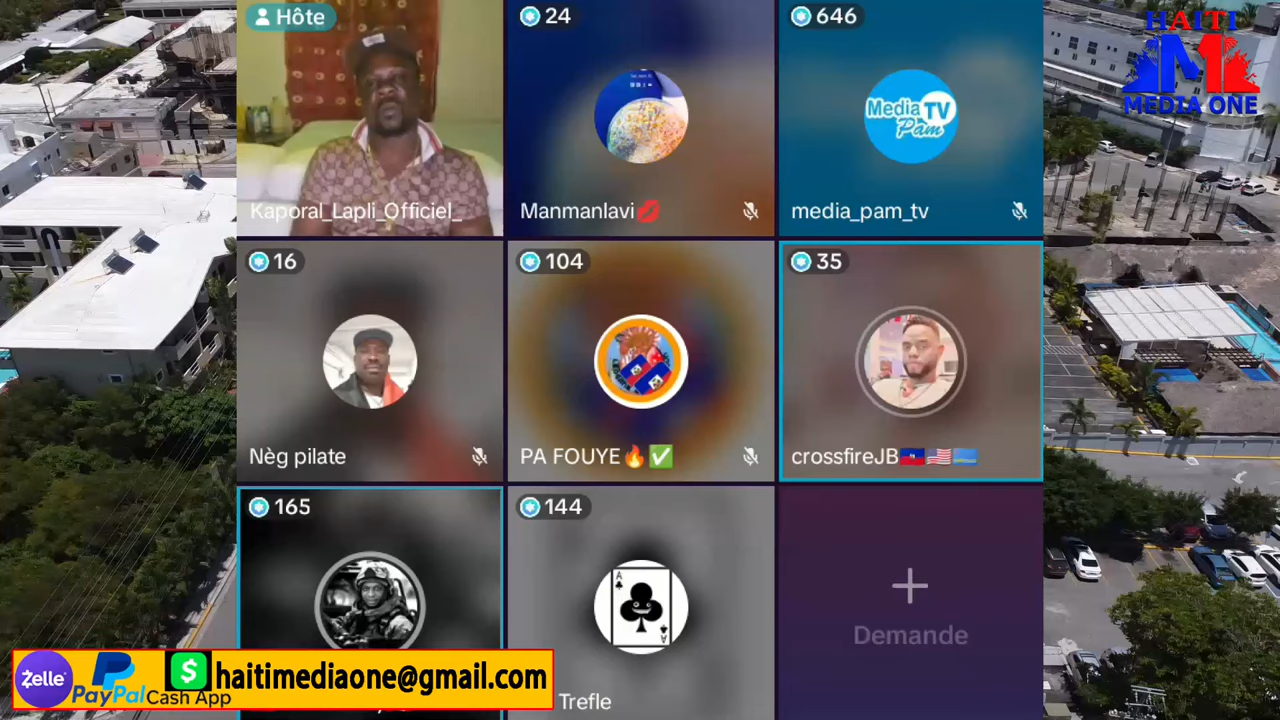 Hôte
Kaporal_Lapli_Officiel_
24
Manmanlavi💋
646
Media TV
Pam
media_pam_tv
HAITI
M
MEDIA ONE
16
Nèg pilate
104
PA FOUYE🔥✅
35
crossfireJB🇭🇹🇺🇸🇦🇼
165
144
A
A
Trefle
+
Demande
Zelle
PayPal
$
Cash App
haitimediaone@gmail.com